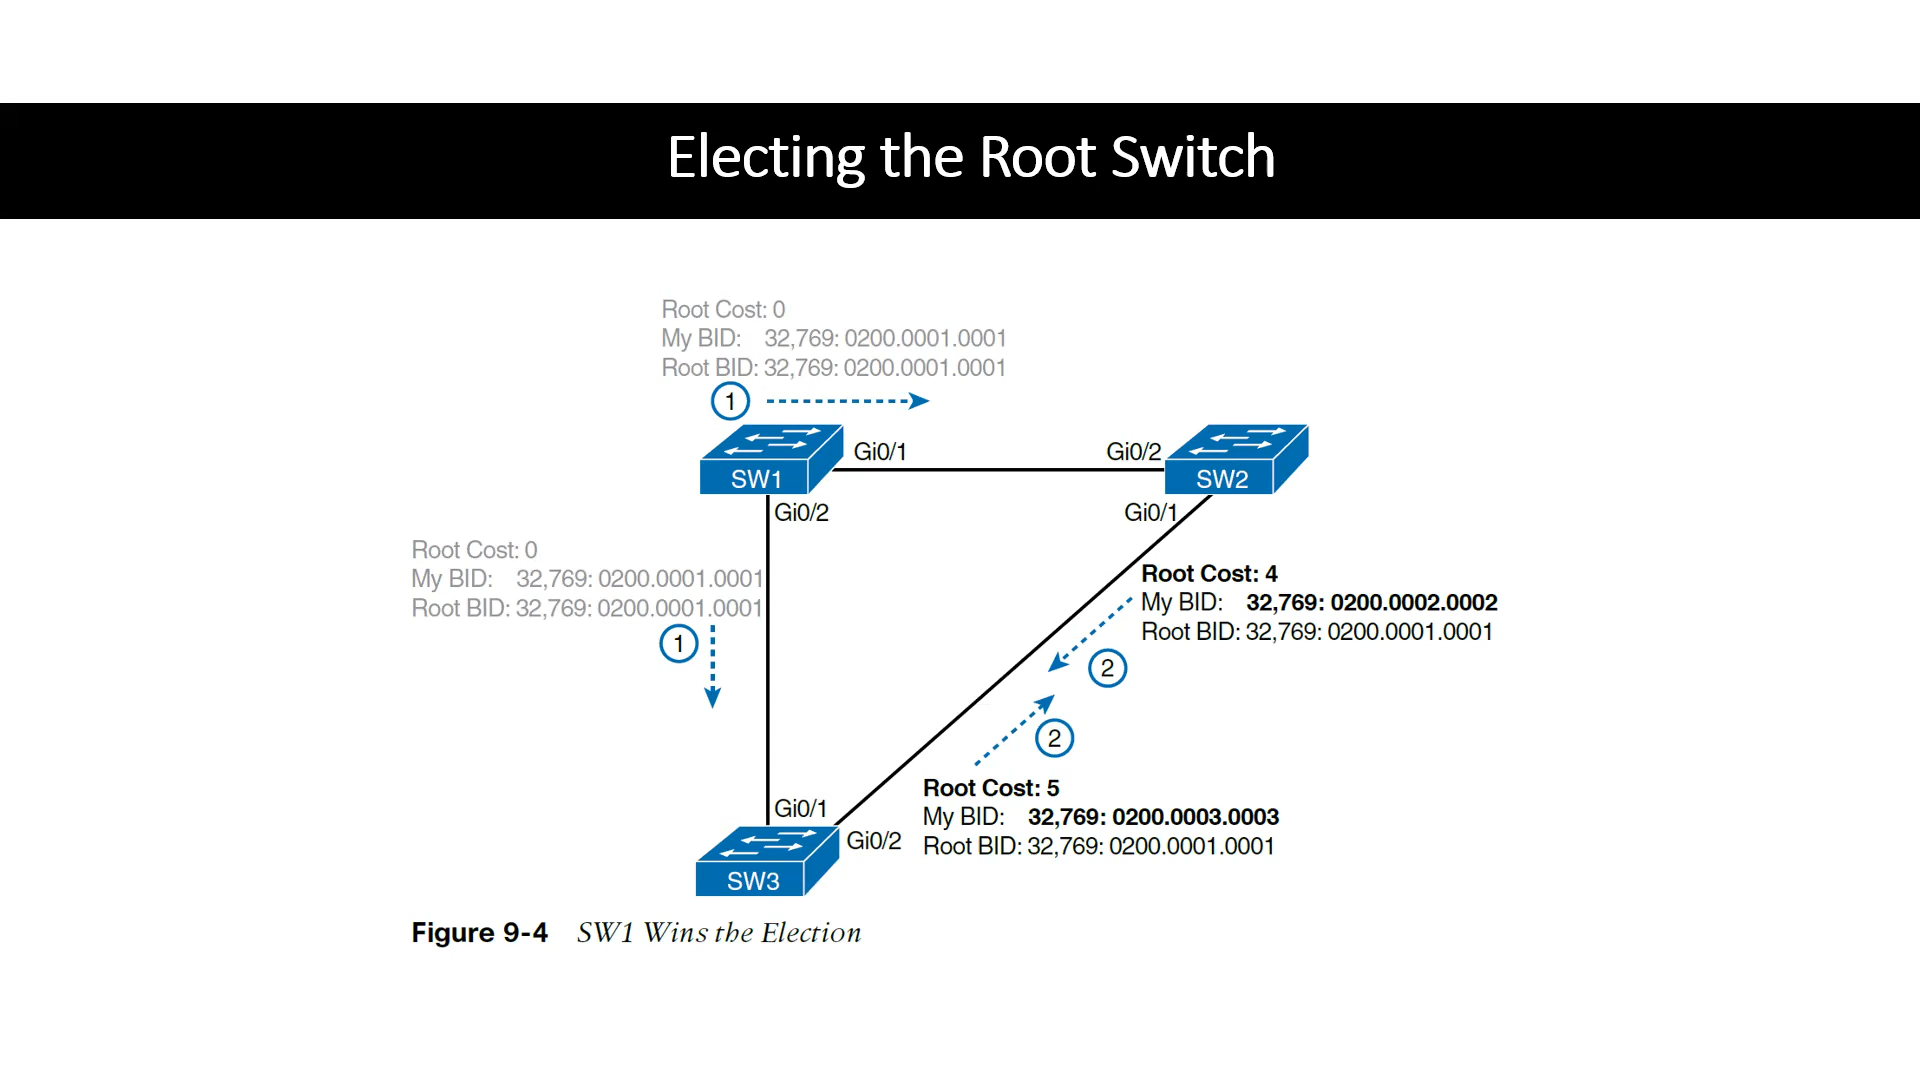 Electing the Root Switch
Root Cost: 0
My BID: 32,769: 0200.0001.0001
Root BID: 32,769: 0200.0001.0001
1
SW1
Gi0/1
Gi0/2
SW2
Gi0/2
Gi0/1
Root Cost: 0
My BID: 32,769: 0200.0001.0001
Root BID: 32,769: 0200.0001.0001
1
Root Cost: 4
My BID: 32,769: 0200.0002.0002
Root BID: 32,769: 0200.0001.0001
2
2
Root Cost: 5
My BID: 32,769: 0200.0003.0003
Root BID: 32,769: 0200.0001.0001
Gi0/1
Gi0/2
SW3
Figure 9-4 SW1 Wins the Election